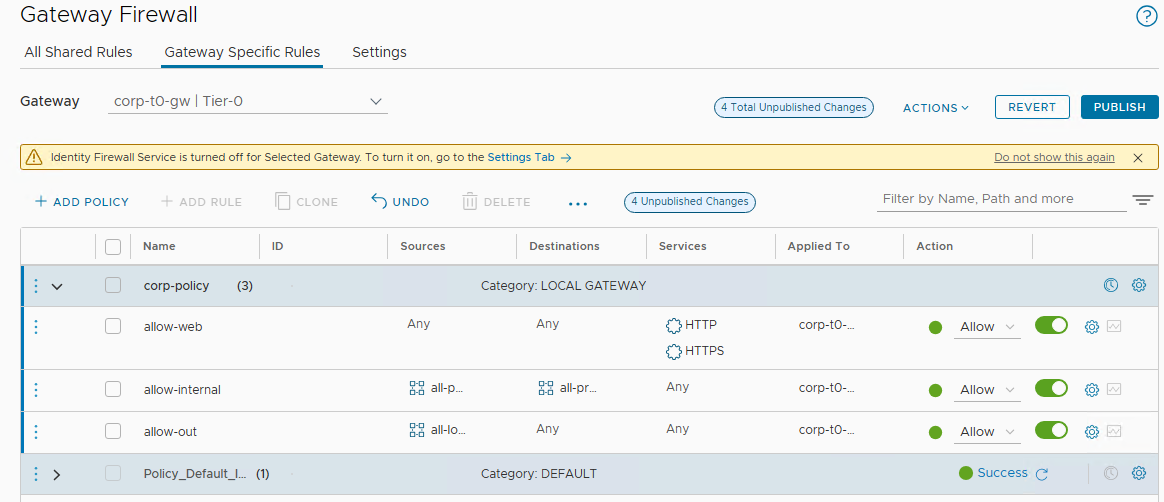 Gateway Firewall
All Shared Rules Gateway Specific Rules Settings
Gateway corp-t0-gw | Tier-0 4 Total Unpublished Changes ACTIONS REVERT PUBLISH
Identity Firewall Service is turned off for Selected Gateway. To turn it on, go to the Settings Tab → Do not show this again
+ ADD POLICY + ADD RULE CLONE UNDO DELETE ... 4 Unpublished Changes Filter by Name, Path and more
Name ID Sources Destinations Services Applied To Action
corp-policy (3) Category: LOCAL GATEWAY
allow-web Any Any HTTP corp-t0-... Allow
HTTPS
allow-internal all-p... all-pr... Any corp-t0-... Allow
allow-out all-lo... Any Any corp-t0-... Allow
Policy_Default_I... (1) Category: DEFAULT Success